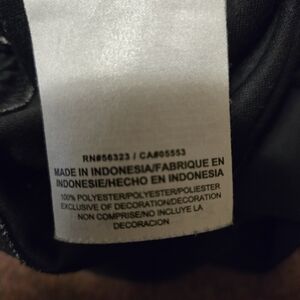 RN#56323 / CA#05553
MADE IN INDONESIA/FABRIQUE EN
INDONESIE/HECHO EN INDONESIA
100% POLYESTER/POLYESTER/POLIESTER
EXCLUSIVE OF DECORATION/DECORATION
NON COMPRISE/NO INCLUYE LA
DECORACION